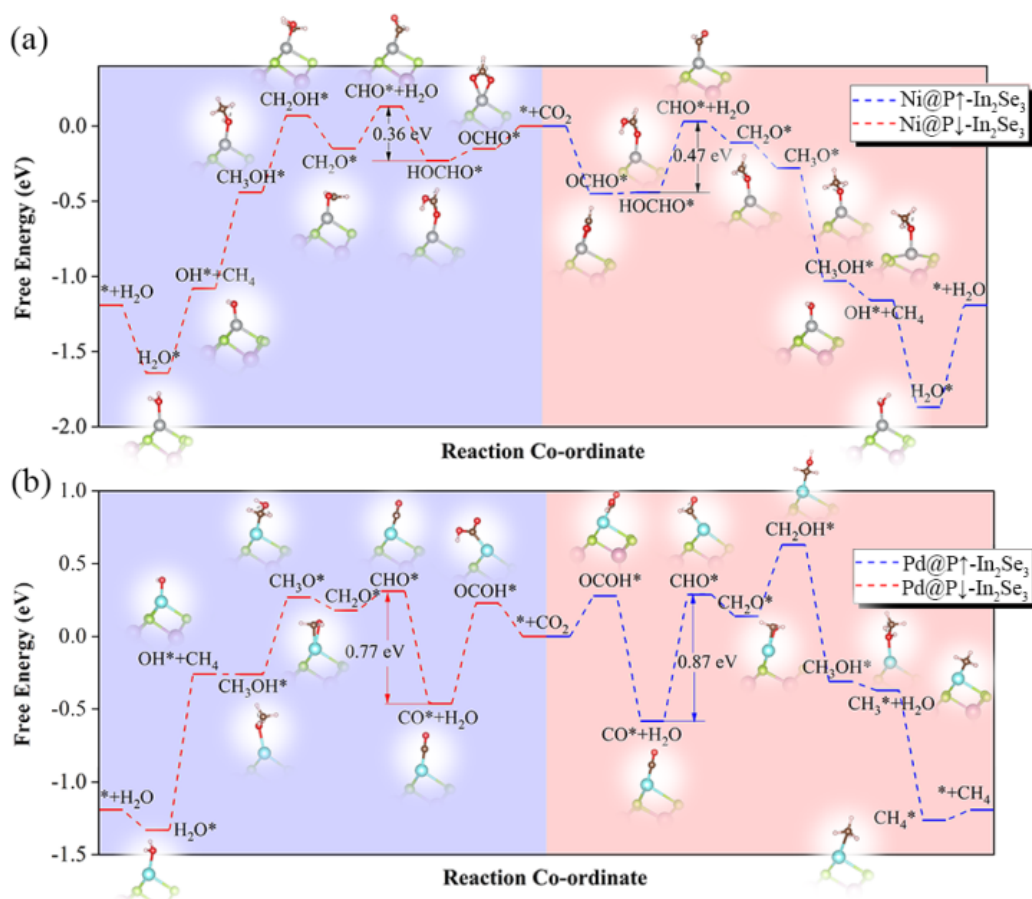 (a)
Free Energy (eV)
0.0
-0.5
-1.0
-1.5
-2.0
*+H₂O
H₂O*
OH*+CH₄
CH₃OH*
CH₂OH*
CH₂O*
CHO*+H₂O
0.36 eV
HOCHO*
OCHO*
*+CO₂
OCHO*
HOCHO*
CHO*+H₂O
0.47 eV
CH₂O*
CH₃O*
CH₃OH*
OH*+CH₄
H₂O*
*+H₂O
Ni@P↑-In₂Se₃
Ni@P↓-In₂Se₃
Reaction Co-ordinate
(b)
Free Energy (eV)
1.0
0.5
0.0
-0.5
-1.0
-1.5
*+H₂O
H₂O*
OH*+CH₄
CH₃OH*
CH₃O*
CH₂O*
CHO*
0.77 eV
CO*+H₂O
OCOH*
*+CO₂
OCOH*
CO*+H₂O
CHO*
0.87 eV
CH₂O*
CH₂OH*
CH₃OH*
CH₃*+H₂O
CH₄*
*+CH₄
Pd@P↑-In₂Se₃
Pd@P↓-In₂Se₃
Reaction Co-ordinate